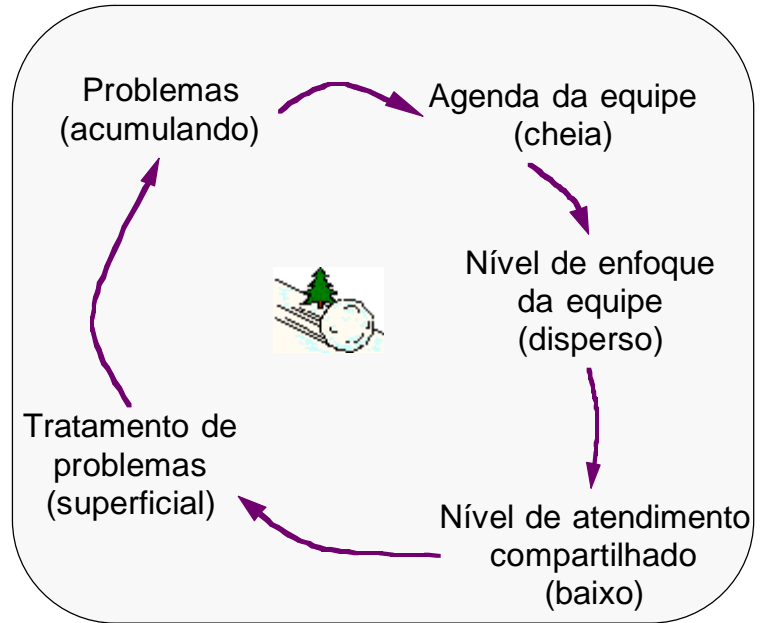 Problemas
(acumulando)
Agenda da equipe
(cheia)
Nível de enfoque
da equipe
(disperso)
Nível de atendimento
compartilhado
(baixo)
Tratamento de
problemas
(superficial)